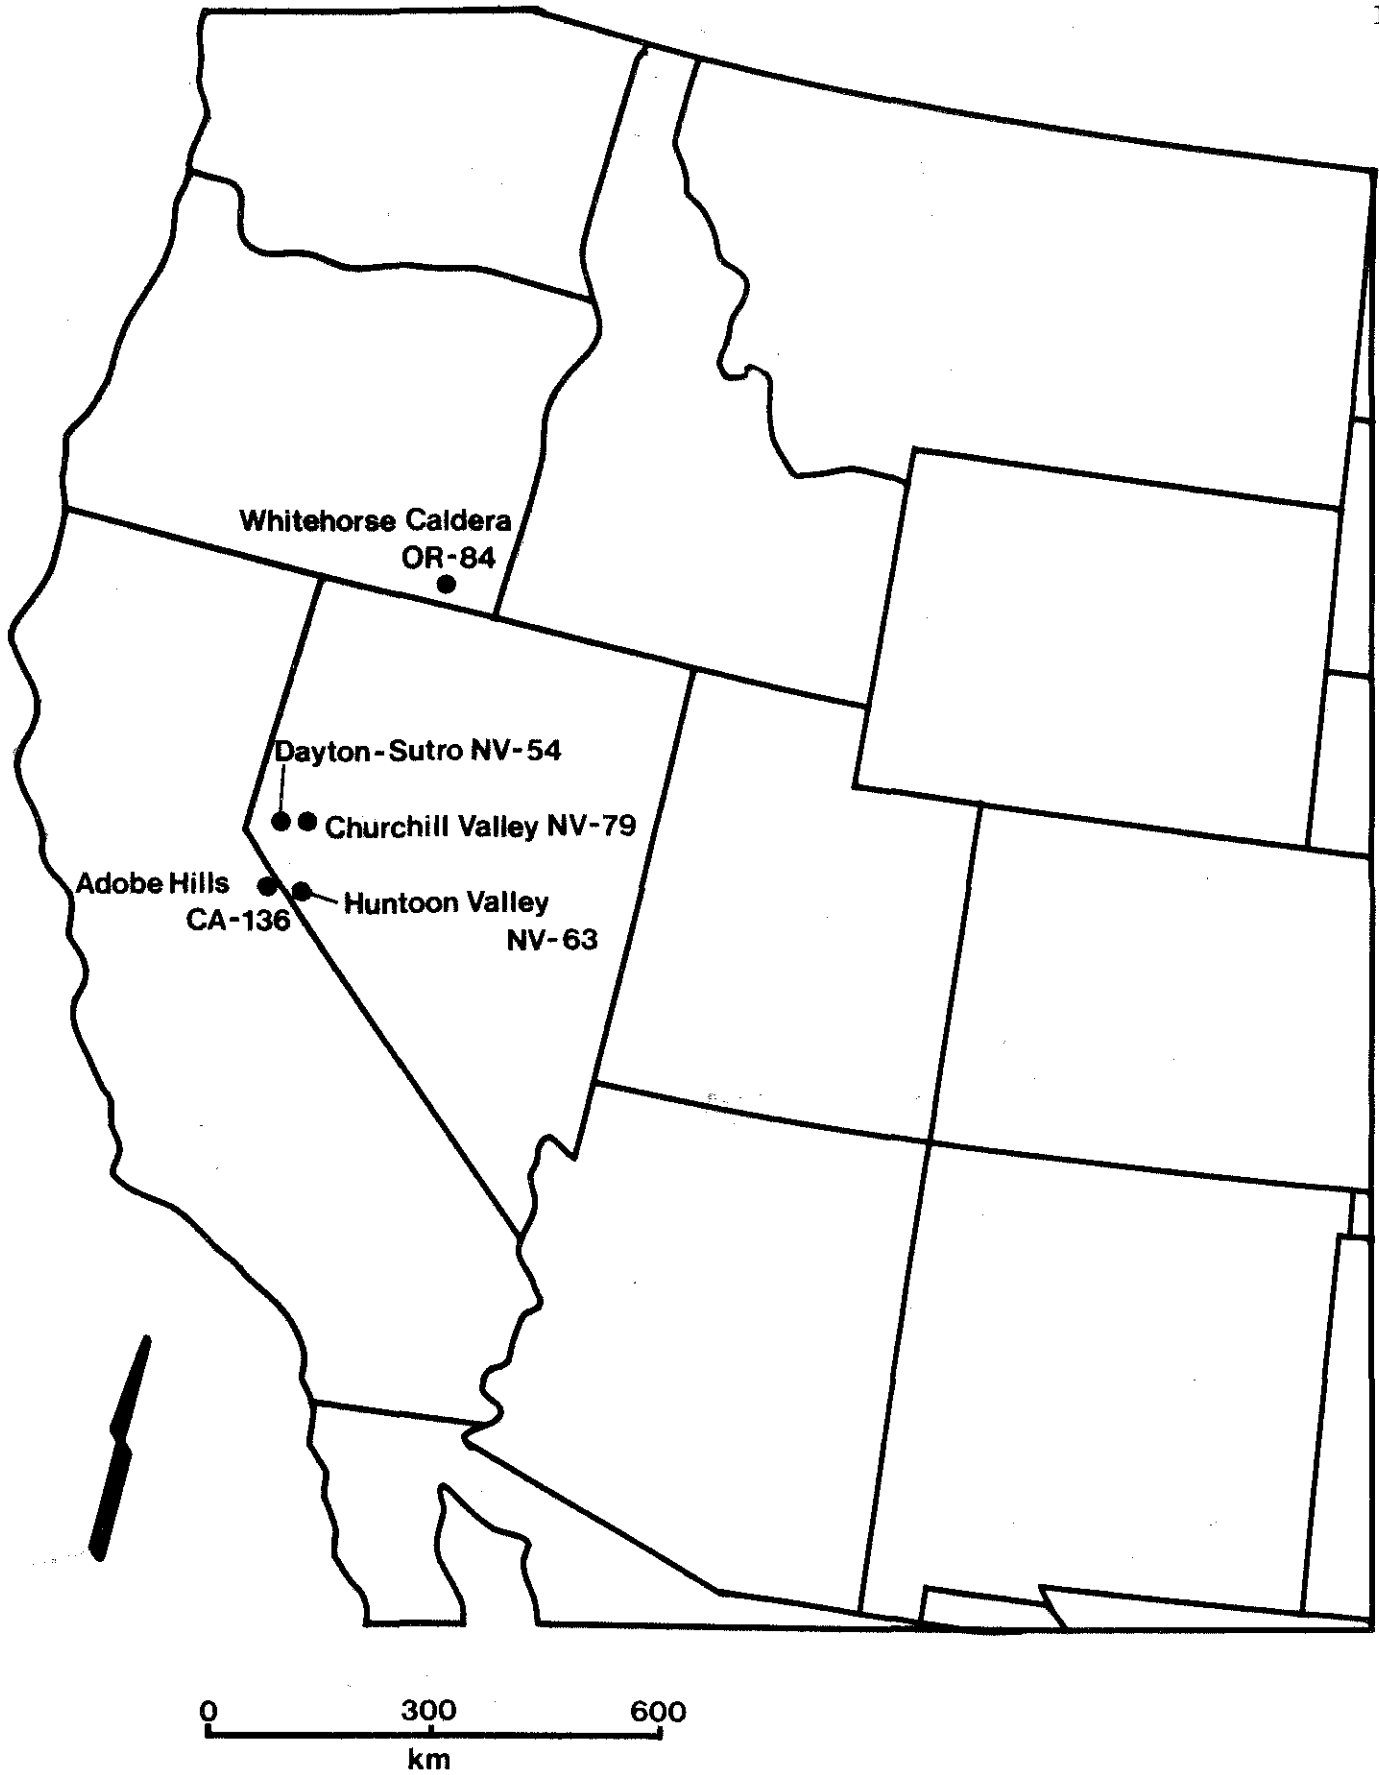 Whitehorse Caldera
OR-84
Dayton-Sutro NV-54
Churchill Valley NV-79
Adobe Hills
CA-136
Huntoon Valley
NV-63
0 300 600
km